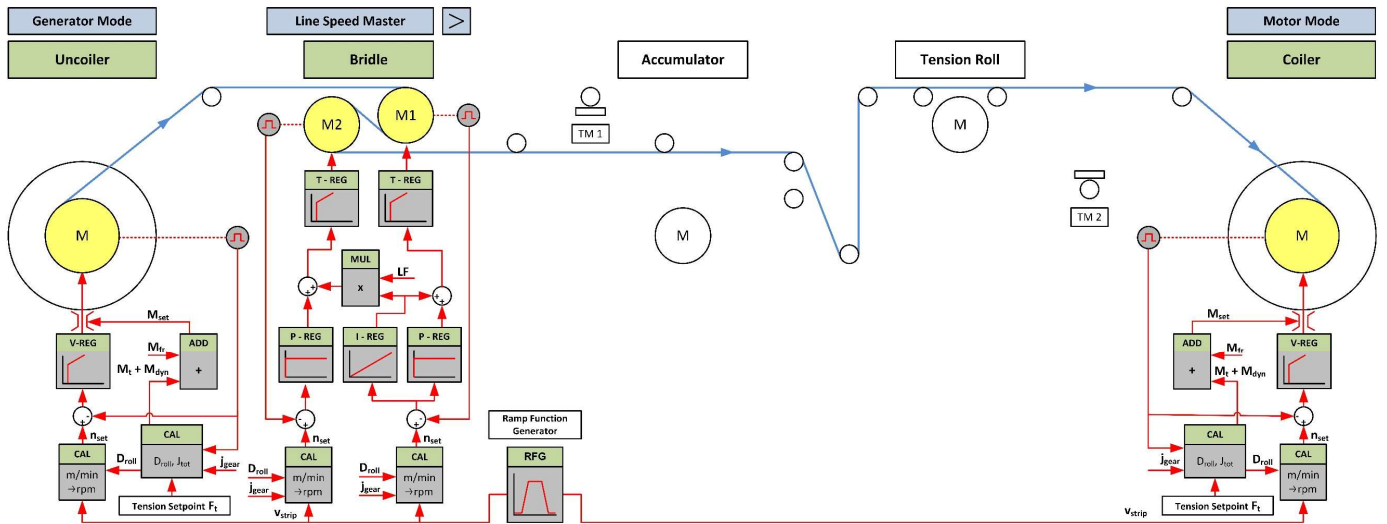 Generator Mode
Line Speed Master
>
Motor Mode
Uncoiler
Bridle
Accumulator
Tension Roll
Coiler
M2
M1
TM 1
M
TM 2
M
M
M
T - REG
T - REG
MUL
x
LF
+
+
+
+
Mset
Mset
V-REG
ADD
+
Mfr
Mt + Mdyn
P - REG
I - REG
P - REG
ADD
+
Mfr
Mt + Mdyn
V-REG
-
+
-
+
-
+
-
+
nset
nset
nset
nset
Ramp Function
Generator
CAL
m/min
→rpm
Droll
CAL
Droll, Jtot
jgear
Droll
jgear
CAL
m/min
→rpm
Droll
jgear
CAL
m/min
→rpm
RFG
jgear
CAL
Droll, Jtot
Droll
CAL
m/min
→rpm
Tension Setpoint Ft
vstrip
vstrip
Tension Setpoint Ft